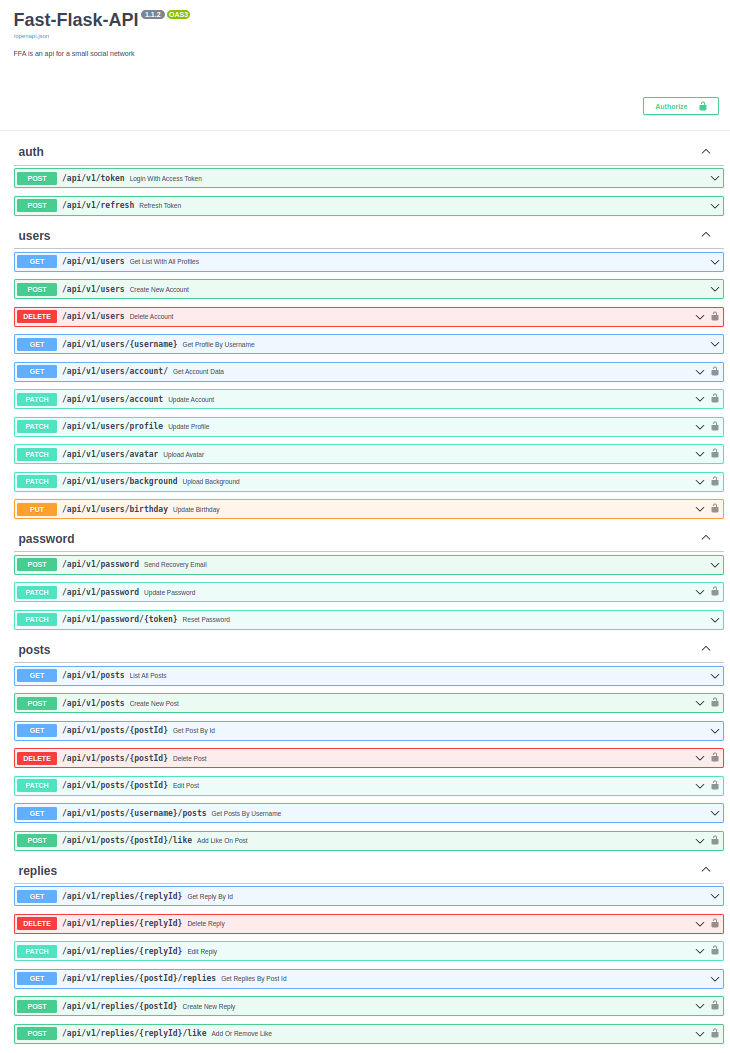 Fast-Flask-API 1.1.2 OAS3
/openapi.json
FFA is an api for a small social network
Authorize
auth
POST /api/v1/token Login With Access Token
POST /api/v1/refresh Refresh Token
users
GET /api/v1/users Get List With All Profiles
POST /api/v1/users Create New Account
DELETE /api/v1/users Delete Account
GET /api/v1/users/{username} Get Profile By Username
GET /api/v1/users/account/ Get Account Data
PATCH /api/v1/users/account Update Account
PATCH /api/v1/users/profile Update Profile
PATCH /api/v1/users/avatar Upload Avatar
PATCH /api/v1/users/background Upload Background
PUT /api/v1/users/birthday Update Birthday
password
POST /api/v1/password Send Recovery Email
PATCH /api/v1/password Update Password
PATCH /api/v1/password/{token} Reset Password
posts
GET /api/v1/posts List All Posts
POST /api/v1/posts Create New Post
GET /api/v1/posts/{postId} Get Post By Id
DELETE /api/v1/posts/{postId} Delete Post
PATCH /api/v1/posts/{postId} Edit Post
GET /api/v1/posts/{username}/posts Get Posts By Username
POST /api/v1/posts/{postId}/like Add Like On Post
replies
GET /api/v1/replies/{replyId} Get Reply By Id
DELETE /api/v1/replies/{replyId} Delete Reply
PATCH /api/v1/replies/{replyId} Edit Reply
GET /api/v1/replies/{postId}/replies Get Replies By Post Id
POST /api/v1/replies/{postId} Create New Reply
POST /api/v1/replies/{replyId}/like Add Or Remove Like